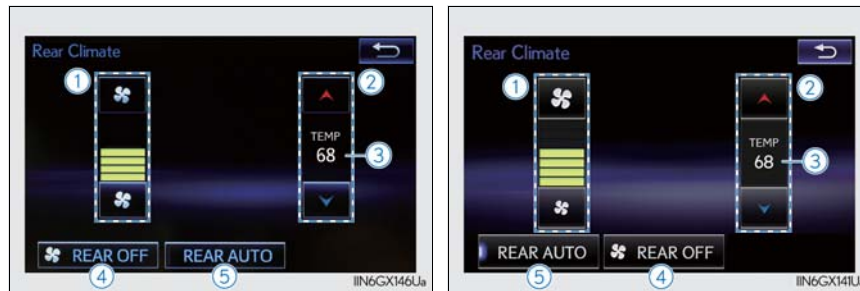 Rear Climate
① ②
TEMP
68 ③
REAR OFF REAR AUTO
④ ⑤
IIN6GX146Ua
Rear Climate
① ②
TEMP
68 ③
REAR AUTO REAR OFF
⑤ ④
IIN6GX141U